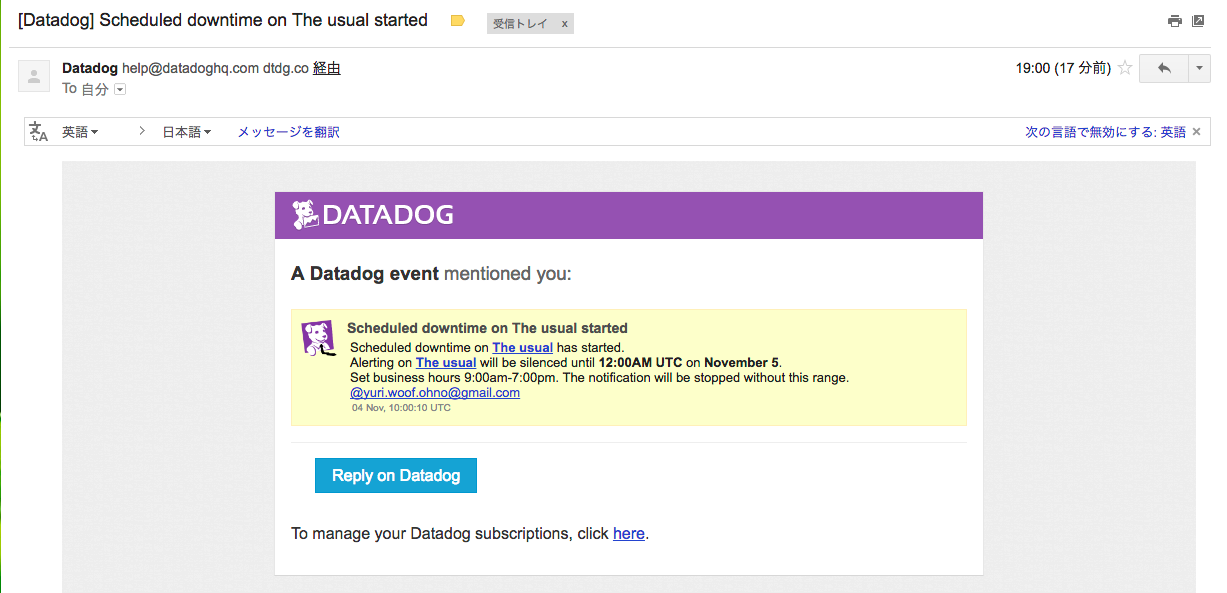 [Datadog] Scheduled downtime on The usual started 受信トレイ x
Datadog help@datadoghq.com dtdg.co 経由 19:00 (17 分前)
To 自分
文A 英語 > 日本語 メッセージを翻訳 次の言語で無効にする: 英語 ×
DATADOG
A Datadog event mentioned you:
Scheduled downtime on The usual started
Scheduled downtime on The usual has started.
Alerting on The usual will be silenced until 12:00AM UTC on November 5.
Set business hours 9:00am-7:00pm. The notification will be stopped without this range.
@yuri.woof.ohno@gmail.com
04 Nov, 10:00:10 UTC
Reply on Datadog
To manage your Datadog subscriptions, click here.